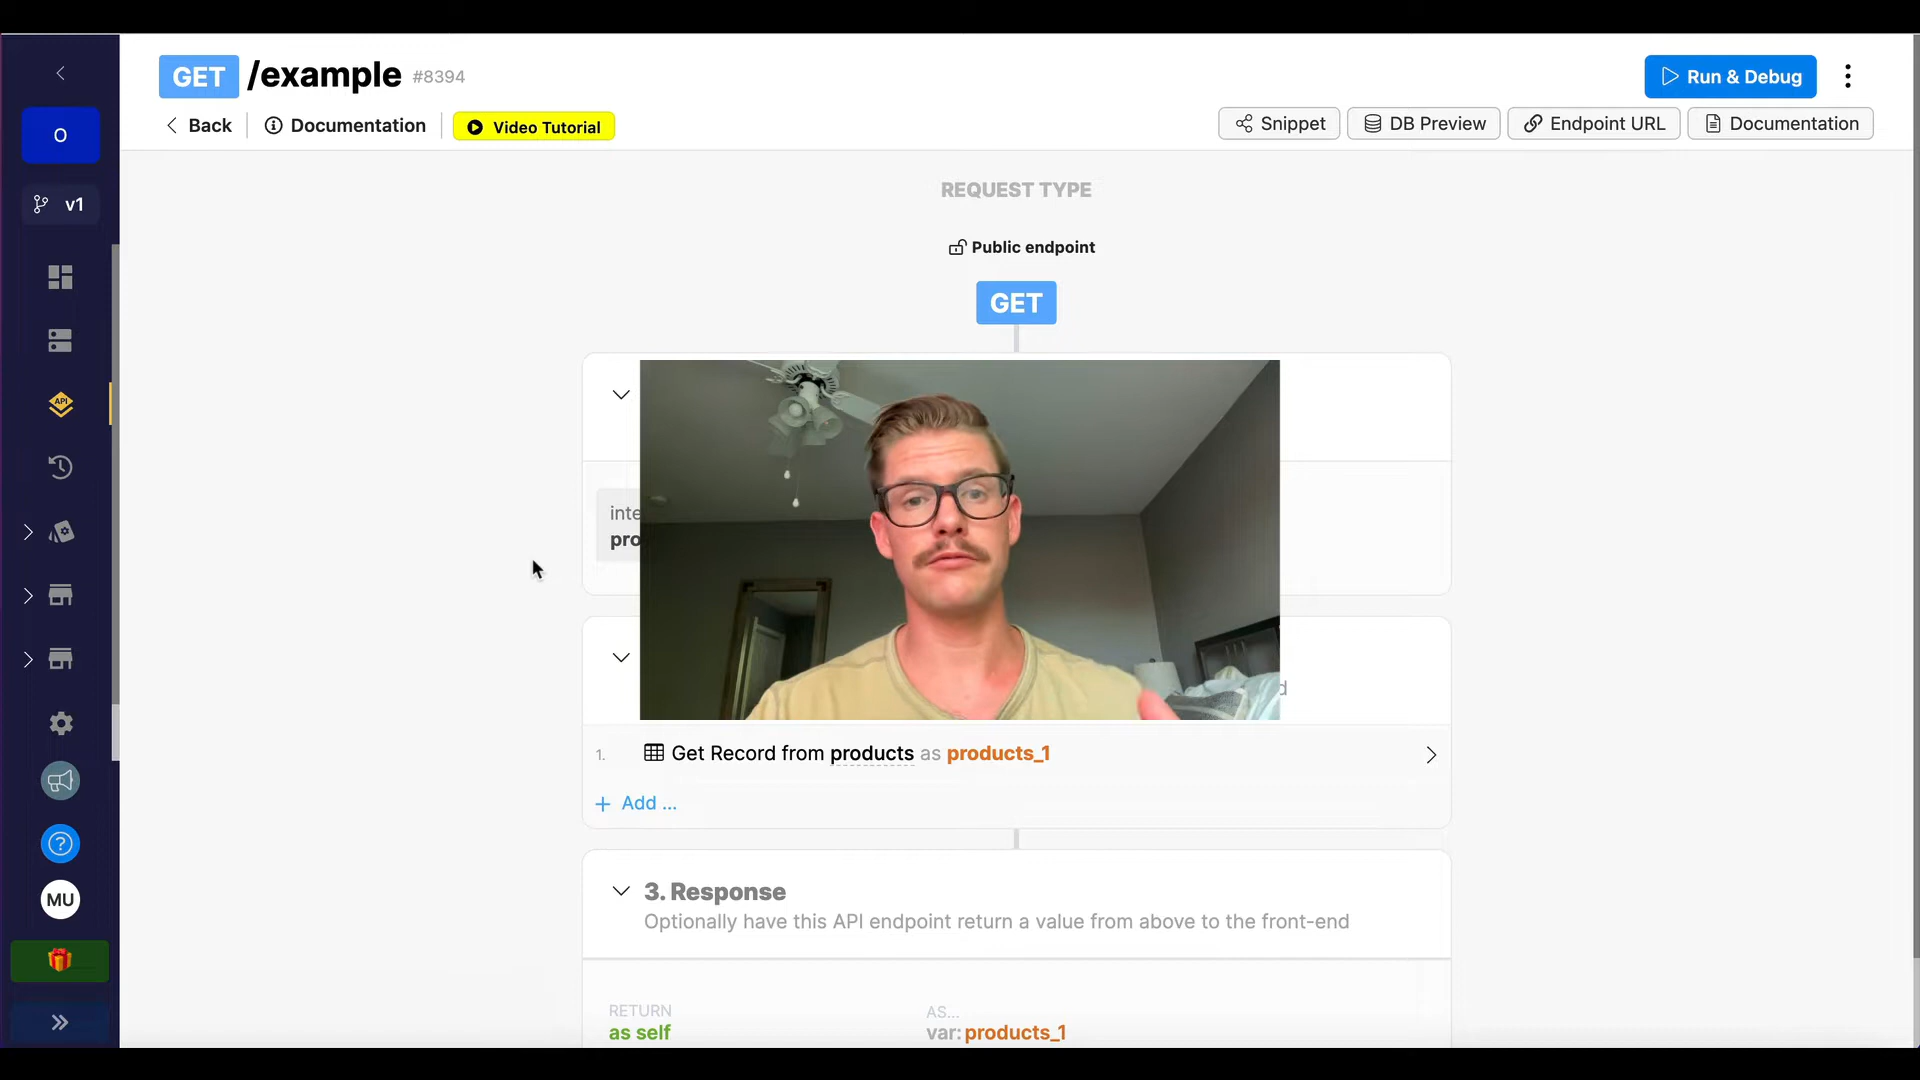 GET /example #8394
Run & Debug
Back
Documentation
Video Tutorial
Snippet
DB Preview
Endpoint URL
Documentation
O
v1
API
MU
REQUEST TYPE
Public endpoint
GET
inte
pro
d
1. Get Record from products as products_1
+ Add ...
3. Response
Optionally have this API endpoint return a value from above to the front-end
RETURN
as self
AS...
var: products_1